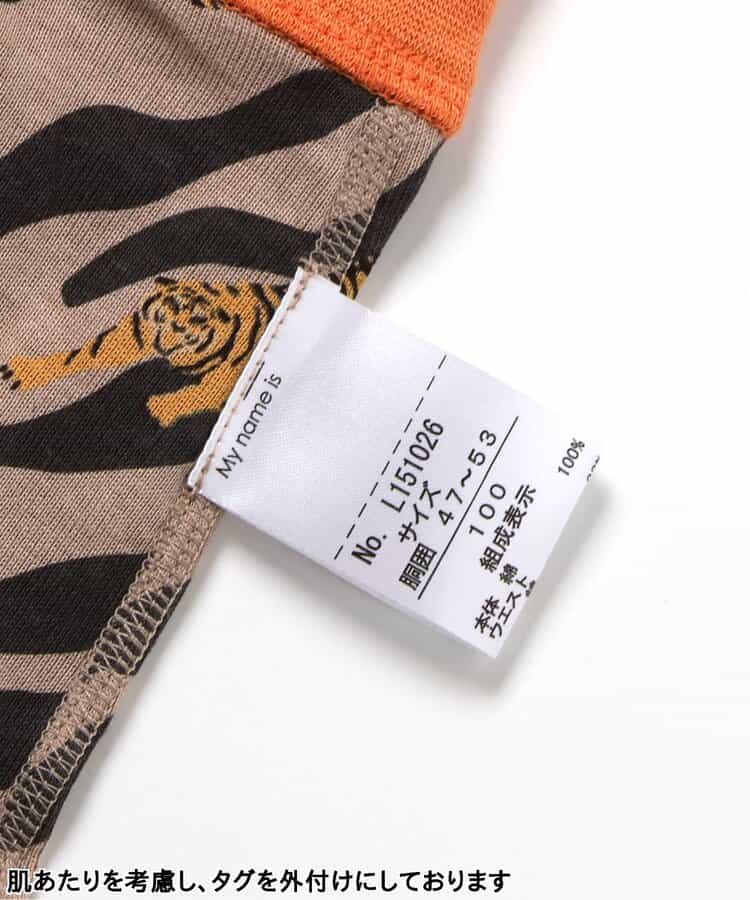 My name is
No. L151026
サイズ
胴囲 47~53
100
組成表示
本体 綿 100%
ウエスト
肌あたりを考慮し、タグを外付けにしております